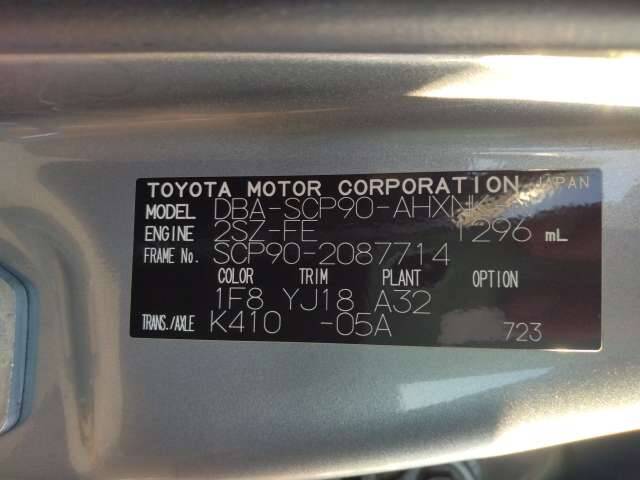 TOYOTA MOTOR CORPORATION JAPAN
MODEL DBA-SCP90-AHXNK
ENGINE 2SZ-FE 1296 mL
FRAME No. SCP90-2087714
COLOR TRIM PLANT OPTION
1F8 YJ18 A32
TRANS./AXLE K410 -05A 723